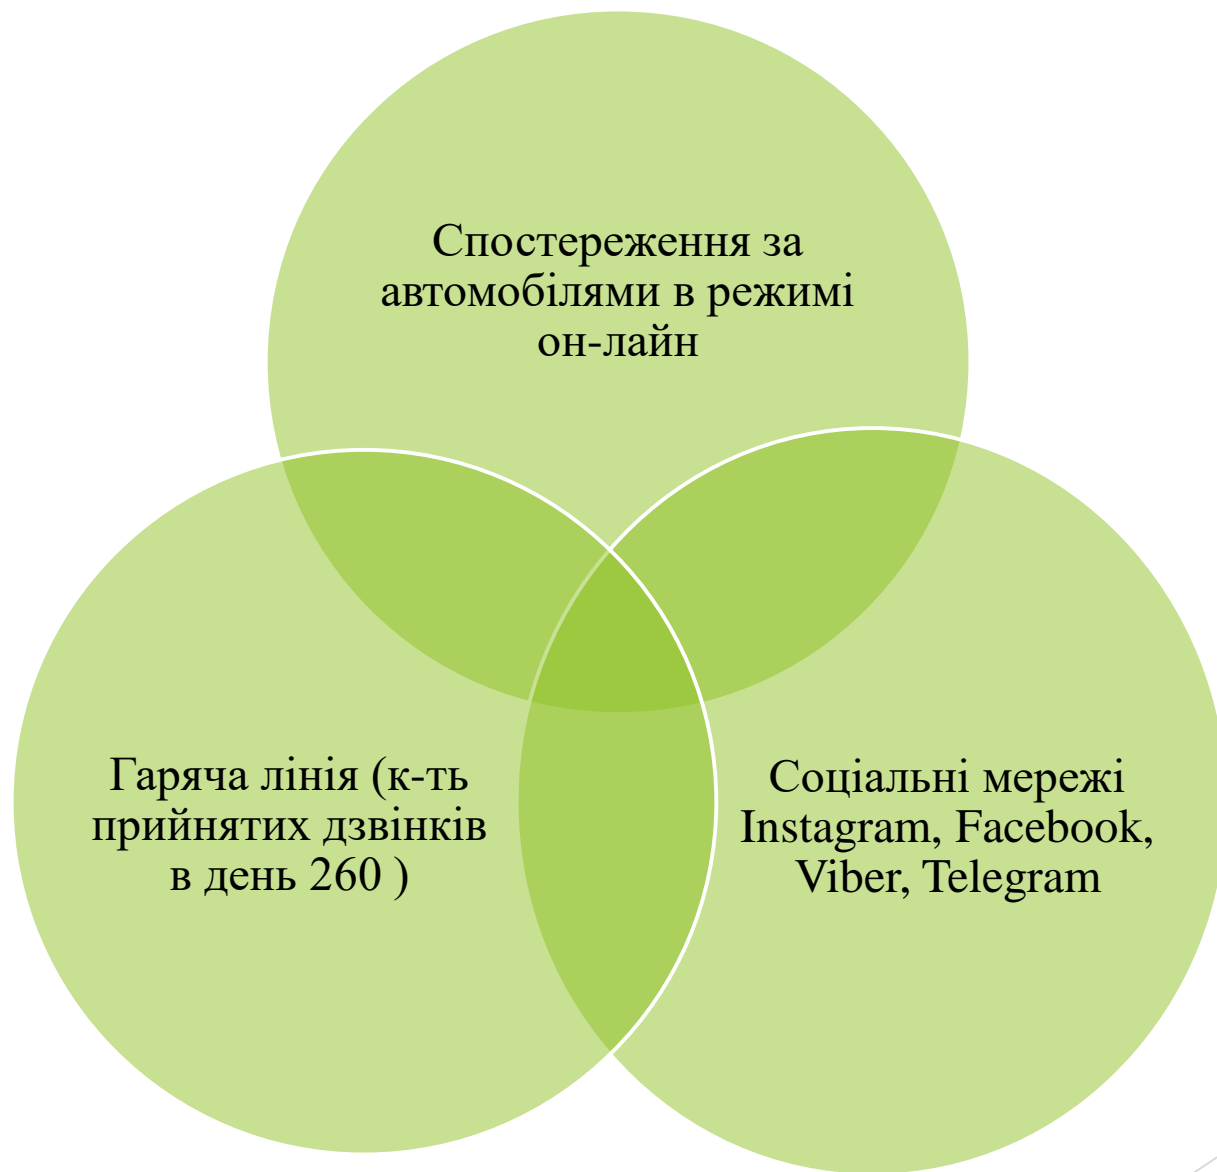 Спостереження за
автомобілями в режимі
он-лайн
Гаряча лінія (к-ть
прийнятих дзвінків
в день 260 )
Соціальні мережі
Instagram, Facebook,
Viber, Telegram